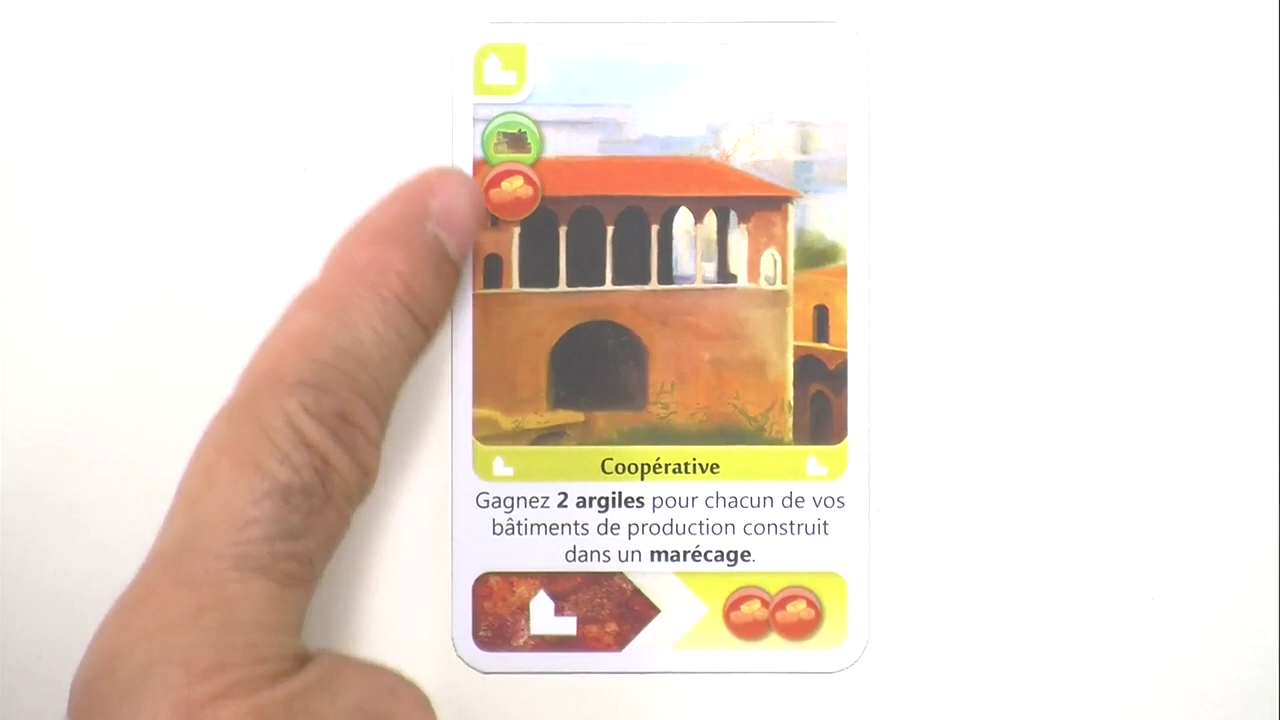 Coopérative
Gagnez 2 argiles pour chacun de vos
bâtiments de production construit
dans un marécage.